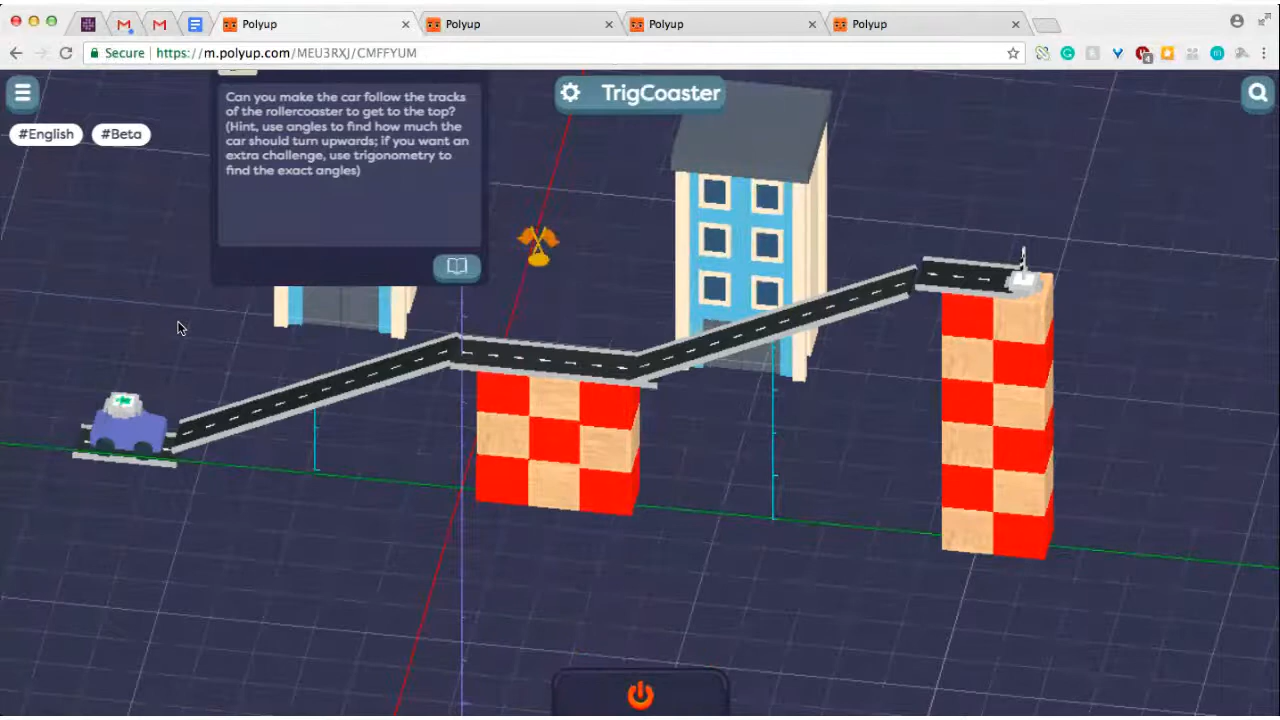 Polyup
Polyup
Polyup
Polyup
Secure
https://m.polyup.com/MEU3RXJ/CMFFYUM
4
TrigCoaster
#English
#Beta
Can you make the car follow the tracks
of the rollercoaster to get to the top?
(Hint, use angles to find how much the
car should turn upwards; if you want an
extra challenge, use trigonometry to
find the exact angles)